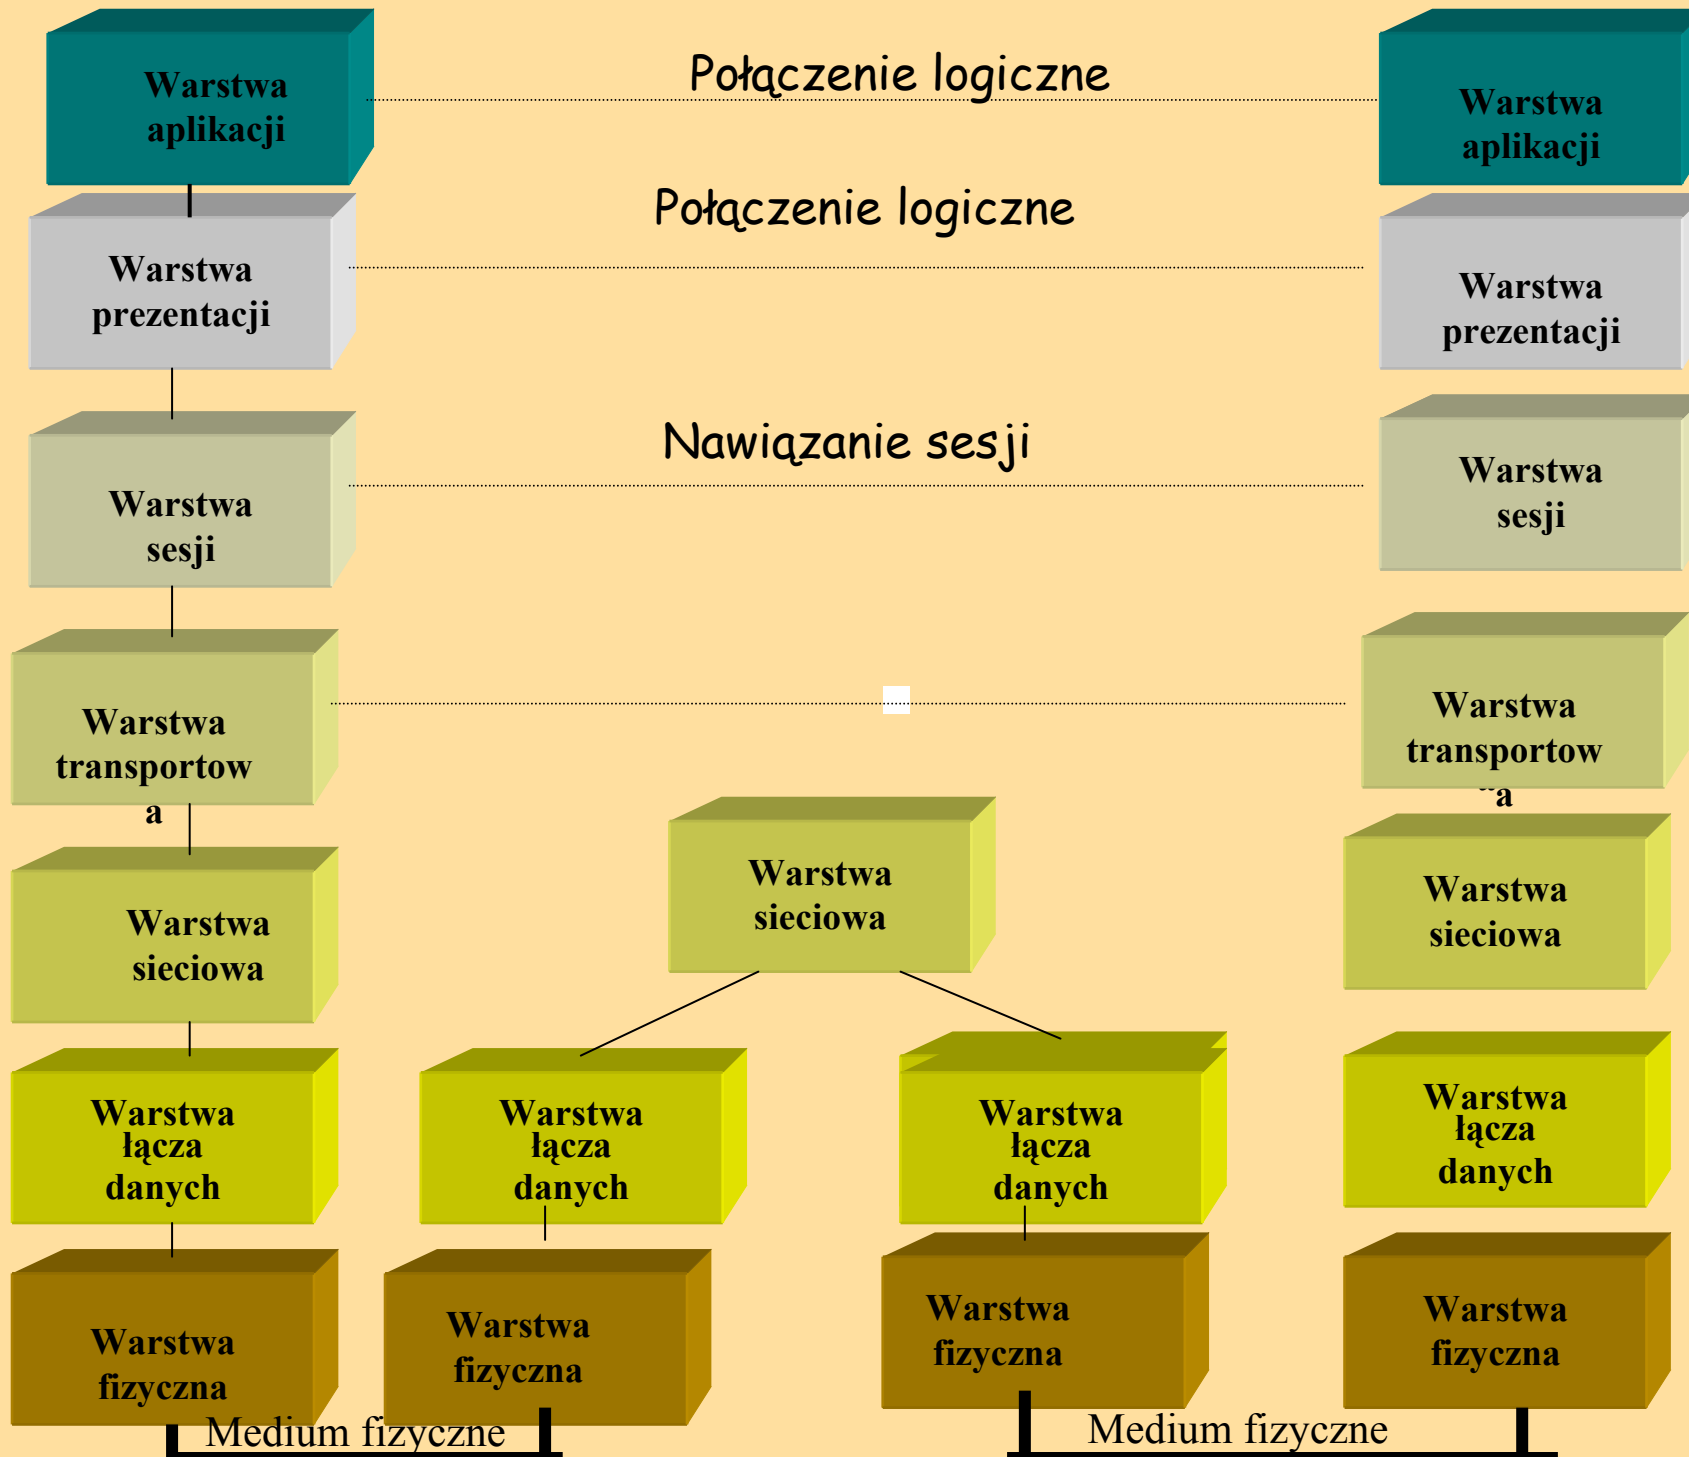 Warstwa
aplikacji
Połączenie logiczne
Warstwa
aplikacji
Warstwa
prezentacji
Połączenie logiczne
Warstwa
prezentacji
Warstwa
sesji
Nawiązanie sesji
Warstwa
sesji
Warstwa
transportow
a
Warstwa
transportow
a
Warstwa
sieciowa
Warstwa
sieciowa
Warstwa
sieciowa
Warstwa
łącza
danych
Warstwa
łącza
danych
Warstwa
łącza
danych
Warstwa
łącza
danych
Warstwa
fizyczna
Warstwa
fizyczna
Warstwa
fizyczna
Warstwa
fizyczna
Medium fizyczne
Medium fizyczne